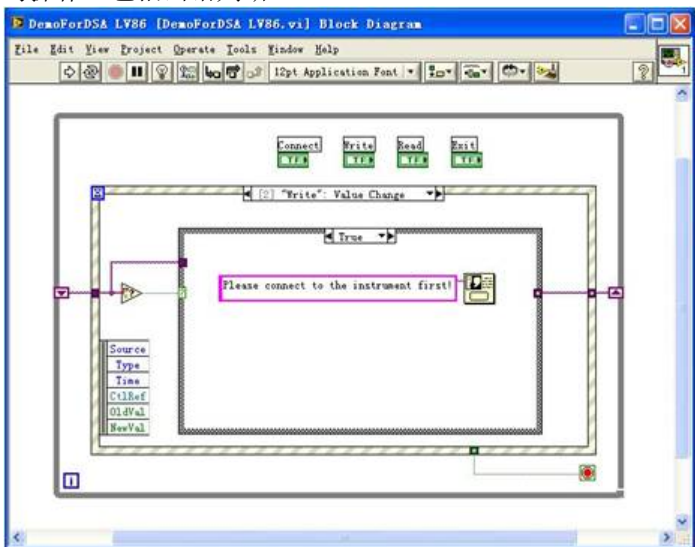 DemoForDSA LV86 [DemoForDSA LV86.vi] Block Diagram
File Edit View Project Operate Tools Window Help
12pt Application Font
?
1
Connect Write Read Exit
TF TF TF TF
[2] "Write": Value Change
True
?
?
Please connect to the instrument first!
Source
Type
Time
CtlRef
OldVal
NewVal
i